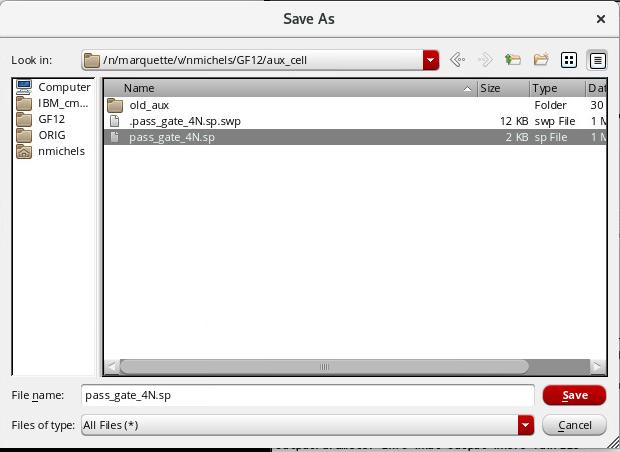 Save As
Look in: /n/marquette/v/nmichels/GF12/aux_cell
Computer
IBM_cm...
GF12
ORIG
nmichels
Name Size Type Da
old_aux Folder 30
.pass_gate_4N.sp.swp 12 KB swp File 1 M
pass_gate_4N.sp 2 KB sp File 1 M
File name: pass_gate_4N.sp Save
Files of type: All Files (*) Cancel